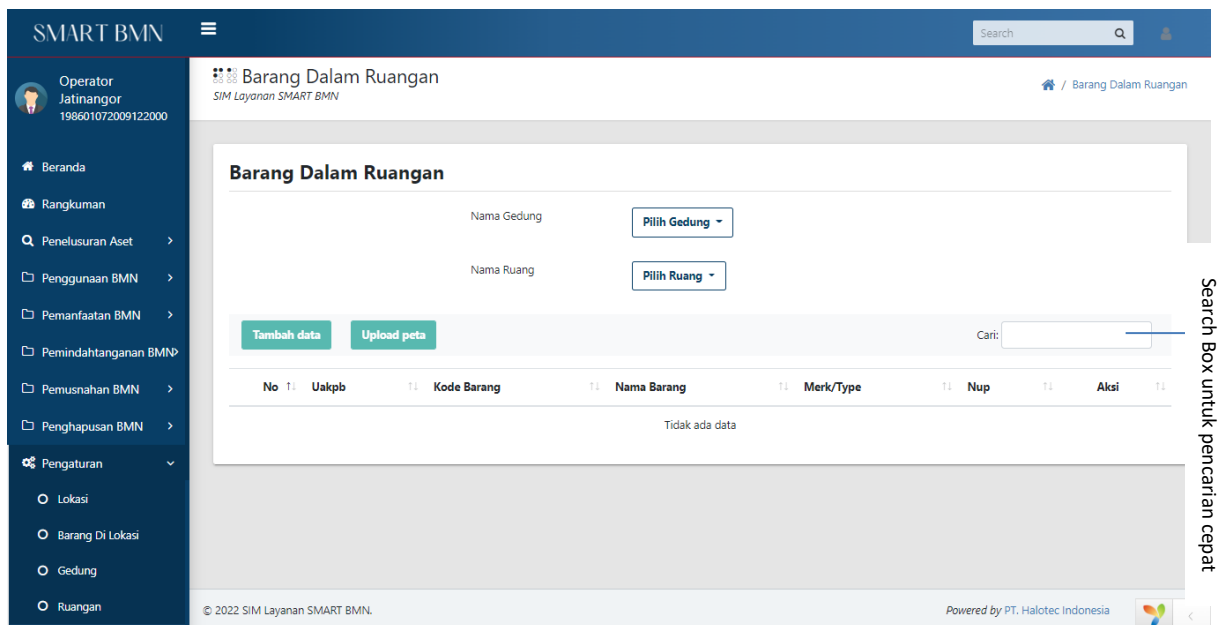 SMART BMN
Search
Operator
Jatinangor
198601072009122000
Barang Dalam Ruangan
SIM Layanan SMART BMN
/ Barang Dalam Ruangan
Beranda
Rangkuman
Penelusuran Aset
Penggunaan BMN
Pemanfaatan BMN
Pemindahtanganan BMN
Pemusnahan BMN
Penghapusan BMN
Pengaturan
Lokasi
Barang Di Lokasi
Gedung
Ruangan
Barang Dalam Ruangan
Nama Gedung
Pilih Gedung
Nama Ruang
Pilih Ruang
Tambah data
Upload peta
Cari:
No Uakpb Kode Barang Nama Barang Merk/Type Nup Aksi
Tidak ada data
Search Box untuk pencarian cepat
© 2022 SIM Layanan SMART BMN.
Powered by PT. Halotec Indonesia